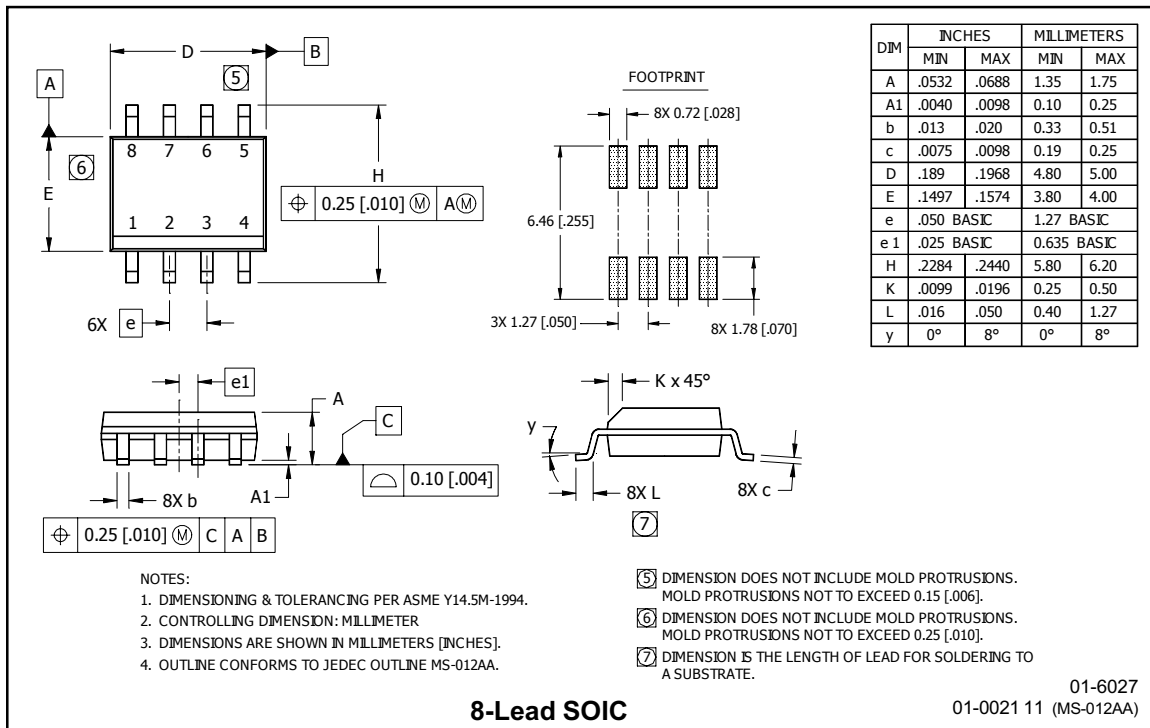 D
B
5
A
8 7 6 5
6
E
H
⌖ 0.25 [.010] Ⓜ AⓂ
1 2 3 4
6X e
FOOTPRINT
8X 0.72 [.028]
6.46 [.255]
3X 1.27 [.050]
8X 1.78 [.070]
DIM INCHES MILLIMETERS
MIN MAX MIN MAX
A .0532 .0688 1.35 1.75
A1 .0040 .0098 0.10 0.25
b .013 .020 0.33 0.51
c .0075 .0098 0.19 0.25
D .189 .1968 4.80 5.00
E .1497 .1574 3.80 4.00
e .050 BASIC 1.27 BASIC
e 1 .025 BASIC 0.635 BASIC
H .2284 .2440 5.80 6.20
K .0099 .0196 0.25 0.50
L .016 .050 0.40 1.27
y 0° 8° 0° 8°
e1
A
C
0.10 [.004]
A1
8X b
⌖ 0.25 [.010] Ⓜ C A B
K x 45°
y
8X L
8X c
7
NOTES:
1. DIMENSIONING & TOLERANCING PER ASME Y14.5M-1994.
2. CONTROLLING DIMENSION: MILLIMETER
3. DIMENSIONS ARE SHOWN IN MILLIMETERS [INCHES].
4. OUTLINE CONFORMS TO JEDEC OUTLINE MS-012AA.
5 DIMENSION DOES NOT INCLUDE MOLD PROTRUSIONS.
MOLD PROTRUSIONS NOT TO EXCEED 0.15 [.006].
6 DIMENSION DOES NOT INCLUDE MOLD PROTRUSIONS.
MOLD PROTRUSIONS NOT TO EXCEED 0.25 [.010].
7 DIMENSION IS THE LENGTH OF LEAD FOR SOLDERING TO
A SUBSTRATE.
8-Lead SOIC
01-6027
01-0021 11 (MS-012AA)